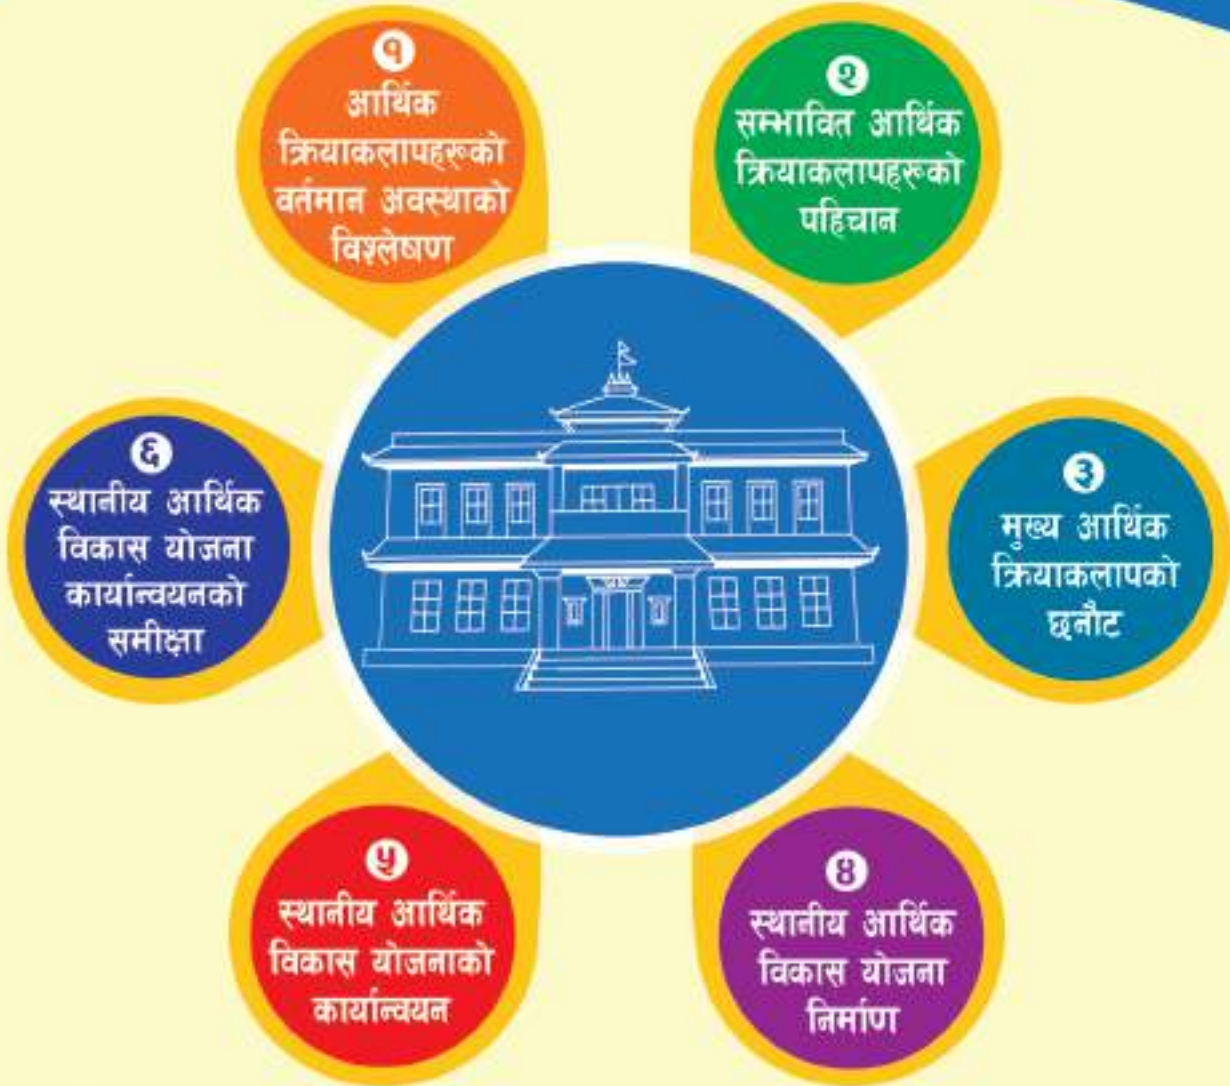 १
आर्थिक
क्रियाकलापहरूको
वर्तमान अवस्थाको
विश्लेषण
२
सम्भावित आर्थिक
क्रियाकलापहरूको
पहिचान
३
मुख्य आर्थिक
क्रियाकलापको
छनौट
४
स्थानीय आर्थिक
विकास योजना
निर्माण
५
स्थानीय आर्थिक
विकास योजनाको
कार्यान्वयन
६
स्थानीय आर्थिक
विकास योजना
कार्यान्वयनको
समीक्षा